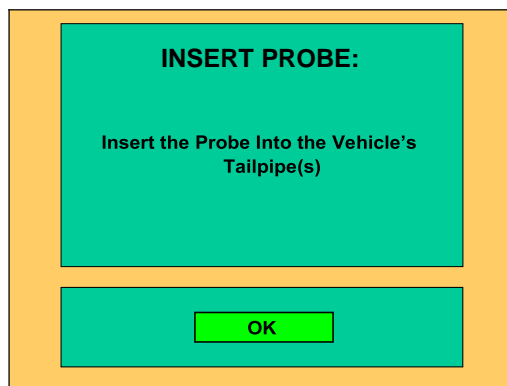 INSERT PROBE:
Insert the Probe Into the Vehicle’s
Tailpipe(s)
OK